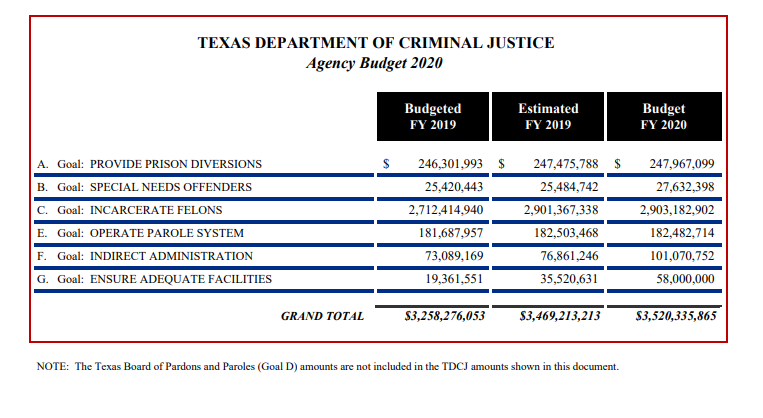 TEXAS DEPARTMENT OF CRIMINAL JUSTICE
Agency Budget 2020
Budgeted FY 2019 Estimated FY 2019 Budget FY 2020
A. Goal: PROVIDE PRISON DIVERSIONS $ 246,301,993 $ 247,475,788 $ 247,967,099
B. Goal: SPECIAL NEEDS OFFENDERS 25,420,443 25,484,742 27,632,398
C. Goal: INCARCERATE FELONS 2,712,414,940 2,901,367,338 2,903,182,902
E. Goal: OPERATE PAROLE SYSTEM 181,687,957 182,503,468 182,482,714
F. Goal: INDIRECT ADMINISTRATION 73,089,169 76,861,246 101,070,752
G. Goal: ENSURE ADEQUATE FACILITIES 19,361,551 35,520,631 58,000,000
GRAND TOTAL $3,258,276,053 $3,469,213,213 $3,520,335,865
NOTE: The Texas Board of Pardons and Paroles (Goal D) amounts are not included in the TDCJ amounts shown in this document.